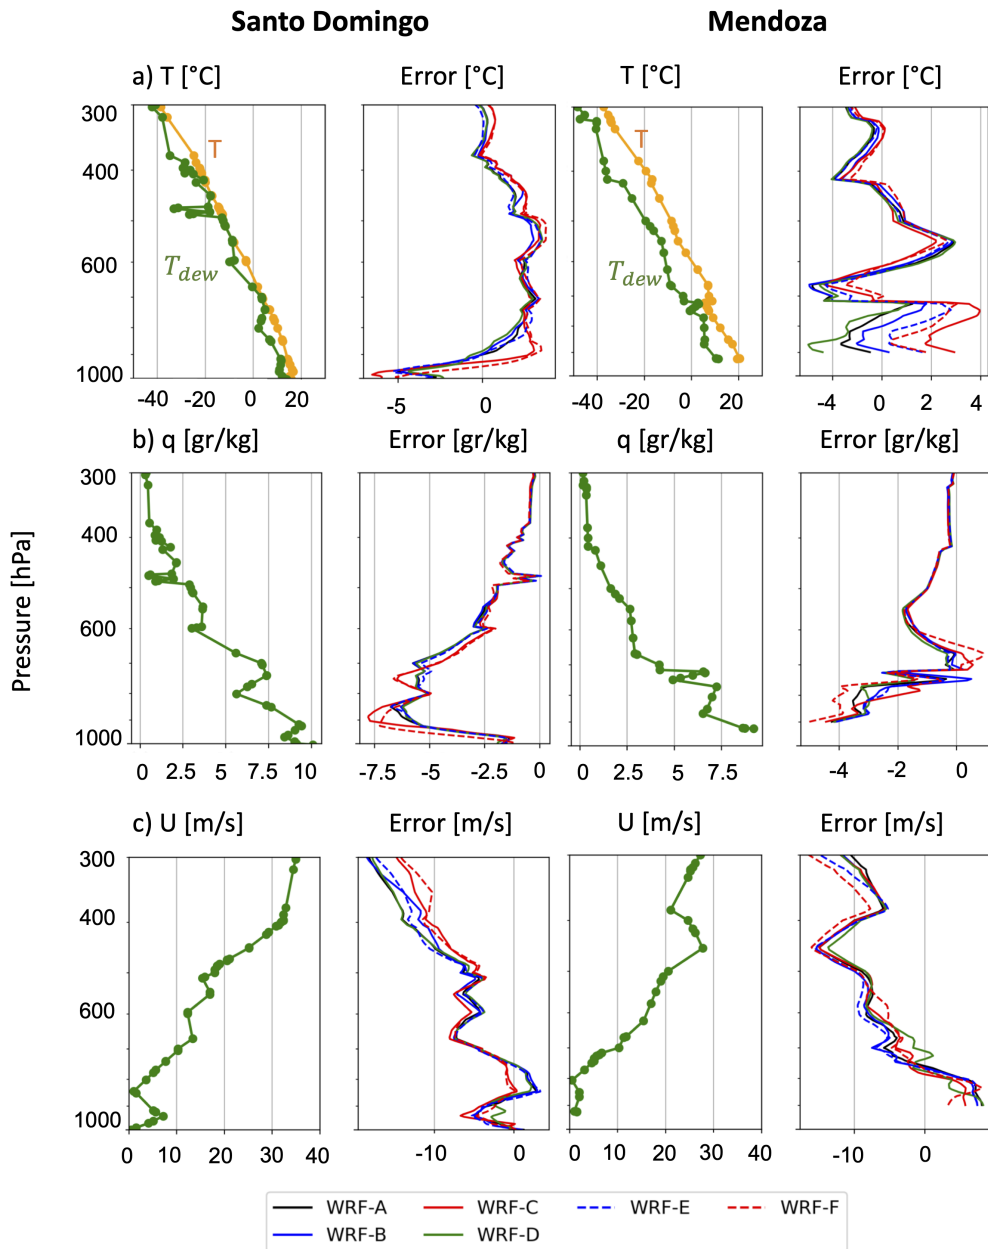 Santo Domingo Mendoza
a) T [°C] Error [°C] T [°C] Error [°C]
300
400
600
1000
T
T
T_dew
T_dew
-40 -20 0 20 -5 0 -40 -20 0 20 -4 -2 0 2 4
b) q [gr/kg] Error [gr/kg] q [gr/kg] Error [gr/kg]
300
400
600
1000
Pressure [hPa]
0 2.5 5 7.5 10 -7.5 -5 -2.5 0 0 2.5 5 7.5 -4 -2 0
c) U [m/s] Error [m/s] U [m/s] Error [m/s]
300
400
600
1000
0 10 20 30 40 -10 0 0 10 20 30 40 -10 0
WRF-A WRF-C WRF-E WRF-F
WRF-B WRF-D